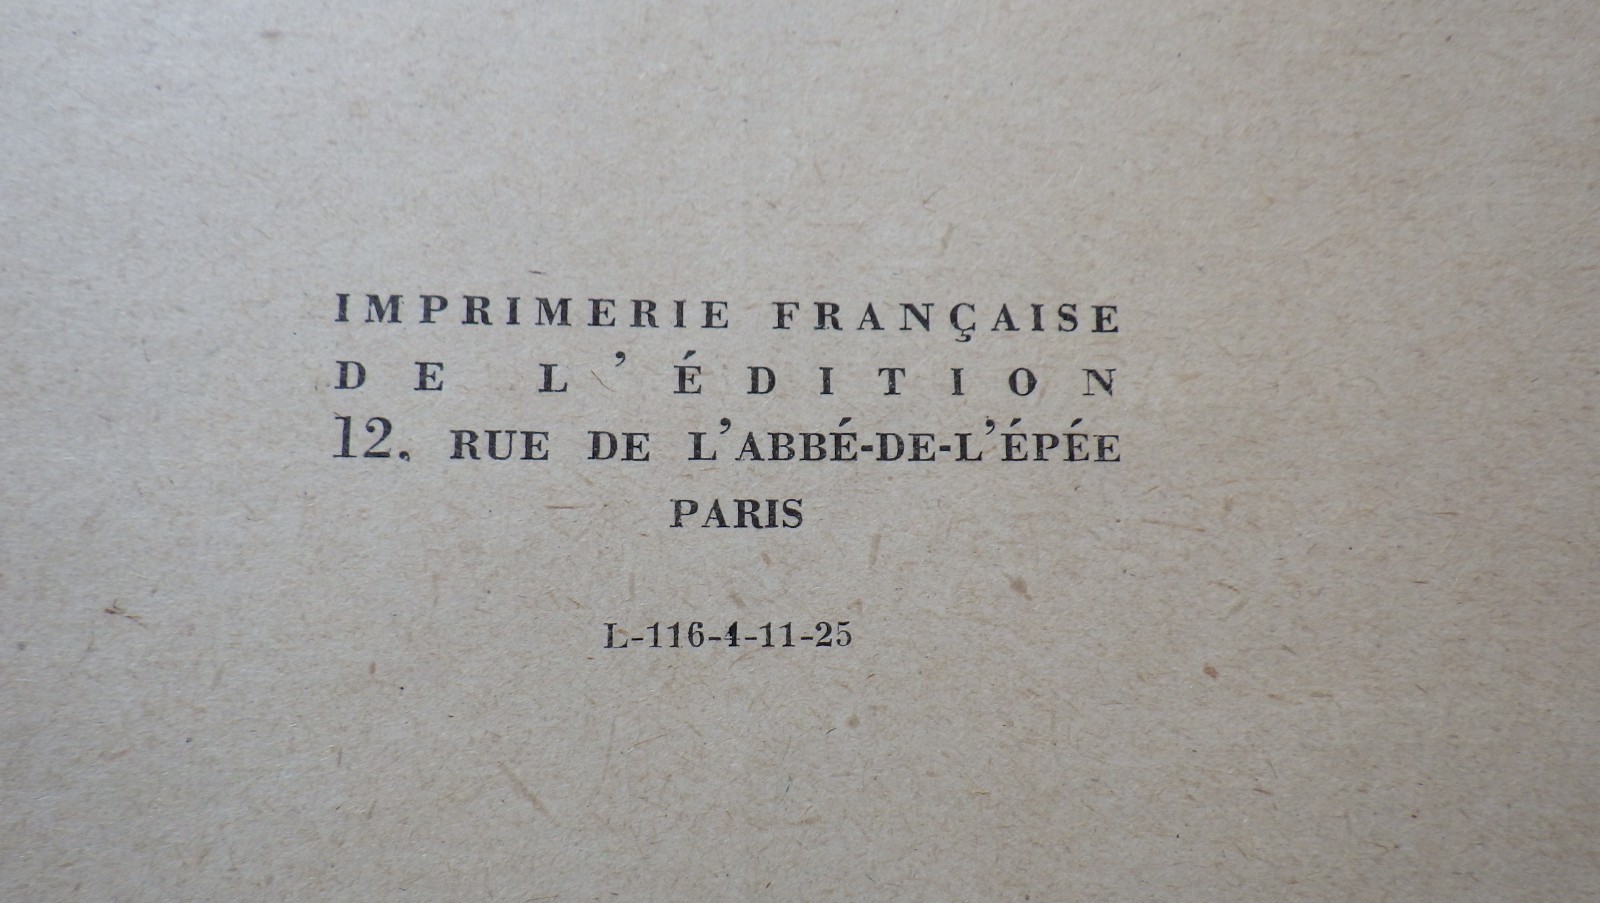 IMPRIMERIE FRANÇAISE
DE L'ÉDITION
12. RUE DE L'ABBÉ-DE-L'ÉPÉE
PARIS
L-116-4-11-25